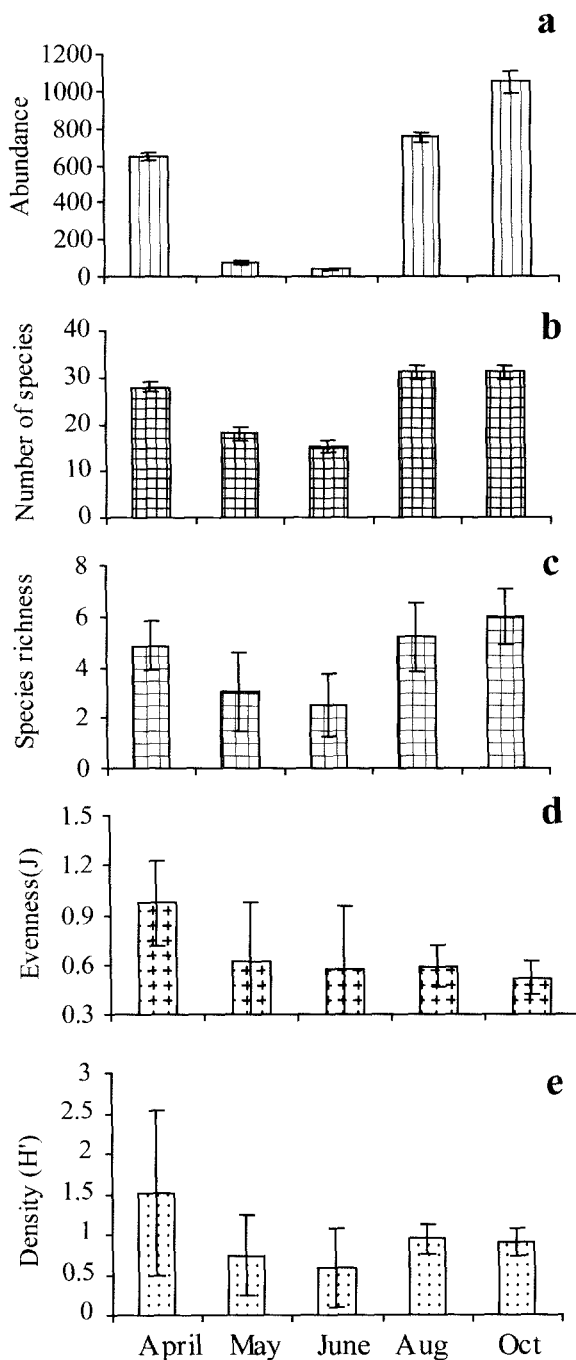 a
1200
1000
800
600
400
200
0
Abundance
b
40
30
20
10
0
Number of species
c
8
6
4
2
0
Species richness
d
1.5
1.2
0.9
0.6
0.3
Evenness(J)
e
3
2.5
2
1.5
1
0.5
0
Density (H')
April May June Aug Oct